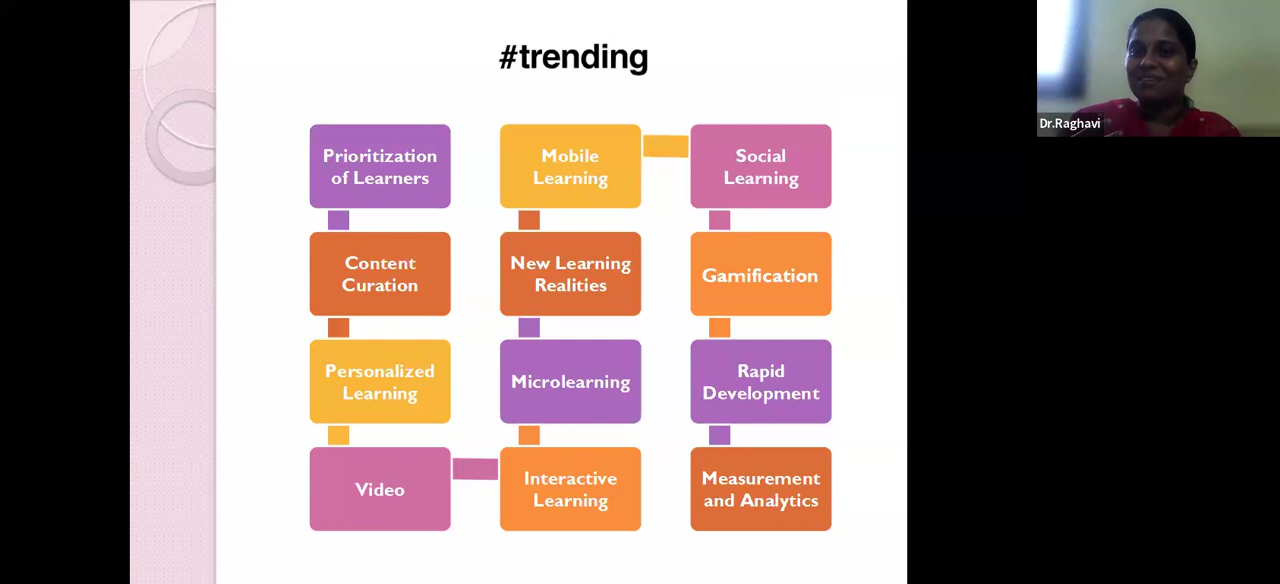 #trending
Prioritization
of Learners
Content
Curation
Personalized
Learning
Video
Interactive
Learning
Microlearning
New Learning
Realities
Mobile
Learning
Social
Learning
Gamification
Rapid
Development
Measurement
and Analytics
Dr.Raghavi